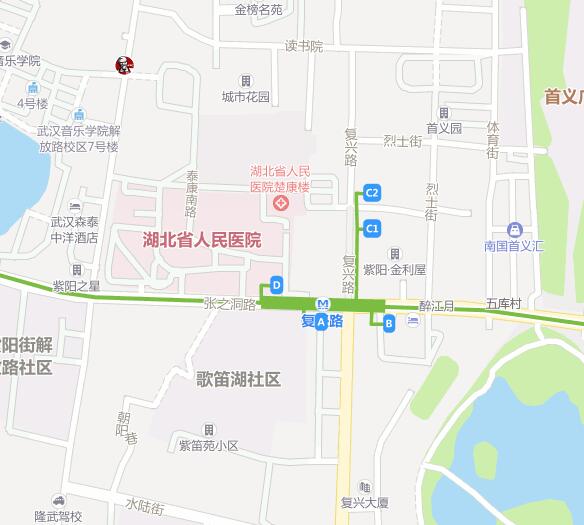 金榜名苑
读书院
音乐学院
4号楼
城市花园
首义
武汉音乐学院解
放路校区7号楼
首义园
体育街
复兴路
烈士街
泰康南路
湖北省人民
医院楚康楼
烈士街
C2
武汉森泰
中洋酒店
C1
湖北省人民医院
南国首义汇
复兴路
紫阳·金利屋
紫阳之星
D
张之洞路
醉江月
五库村
A
B
阳街解
路社区
歌笛湖社区
朝阳巷
紫笛苑小区
水陆街
隆武驾校
复兴大厦